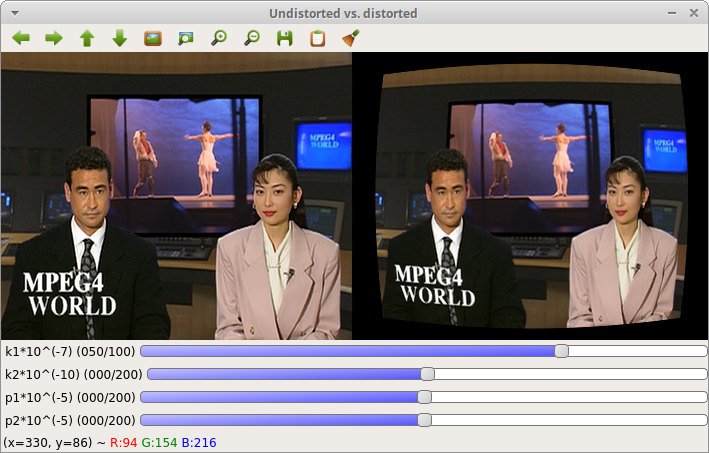 Undistorted vs. distorted
MPEG4
WORLD
MPEG4
WORLD
MPEG4
WORLD
MPEG4
WORLD
k1*10^(-7) (050/100)
k2*10^(-10) (000/200)
p1*10^(-5) (000/200)
p2*10^(-5) (000/200)
(x=330, y=86) ~ R:94 G:154 B:216